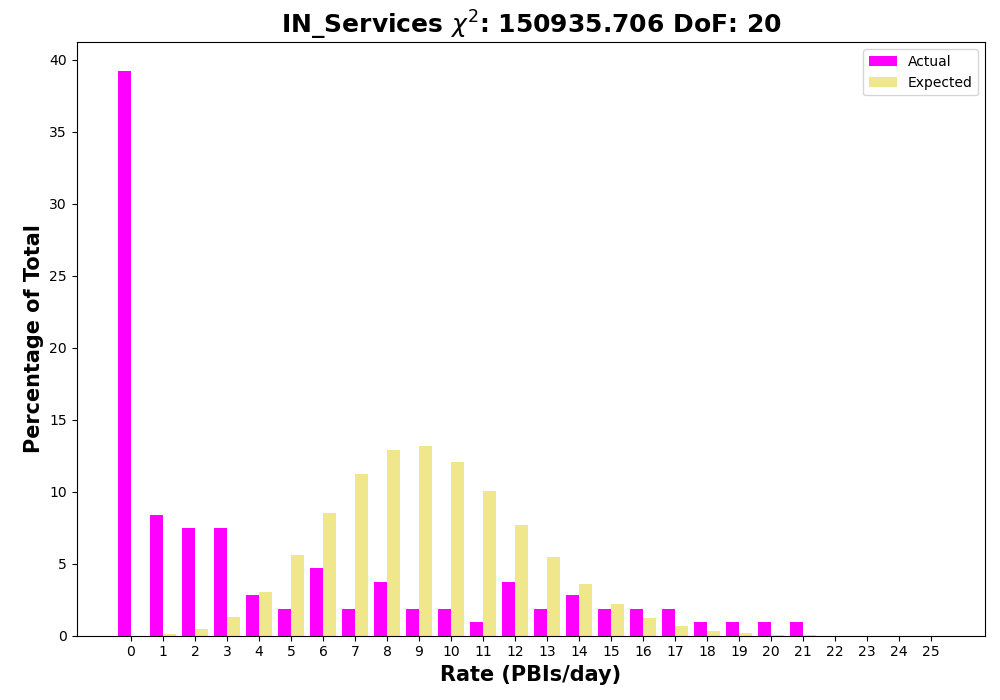 IN_Services χ²: 150935.706 DoF: 20
Actual
Expected
Percentage of Total
40
35
30
25
20
15
10
5
0
0 1 2 3 4 5 6 7 8 9 10 11 12 13 14 15 16 17 18 19 20 21 22 23 24 25
Rate (PBIs/day)